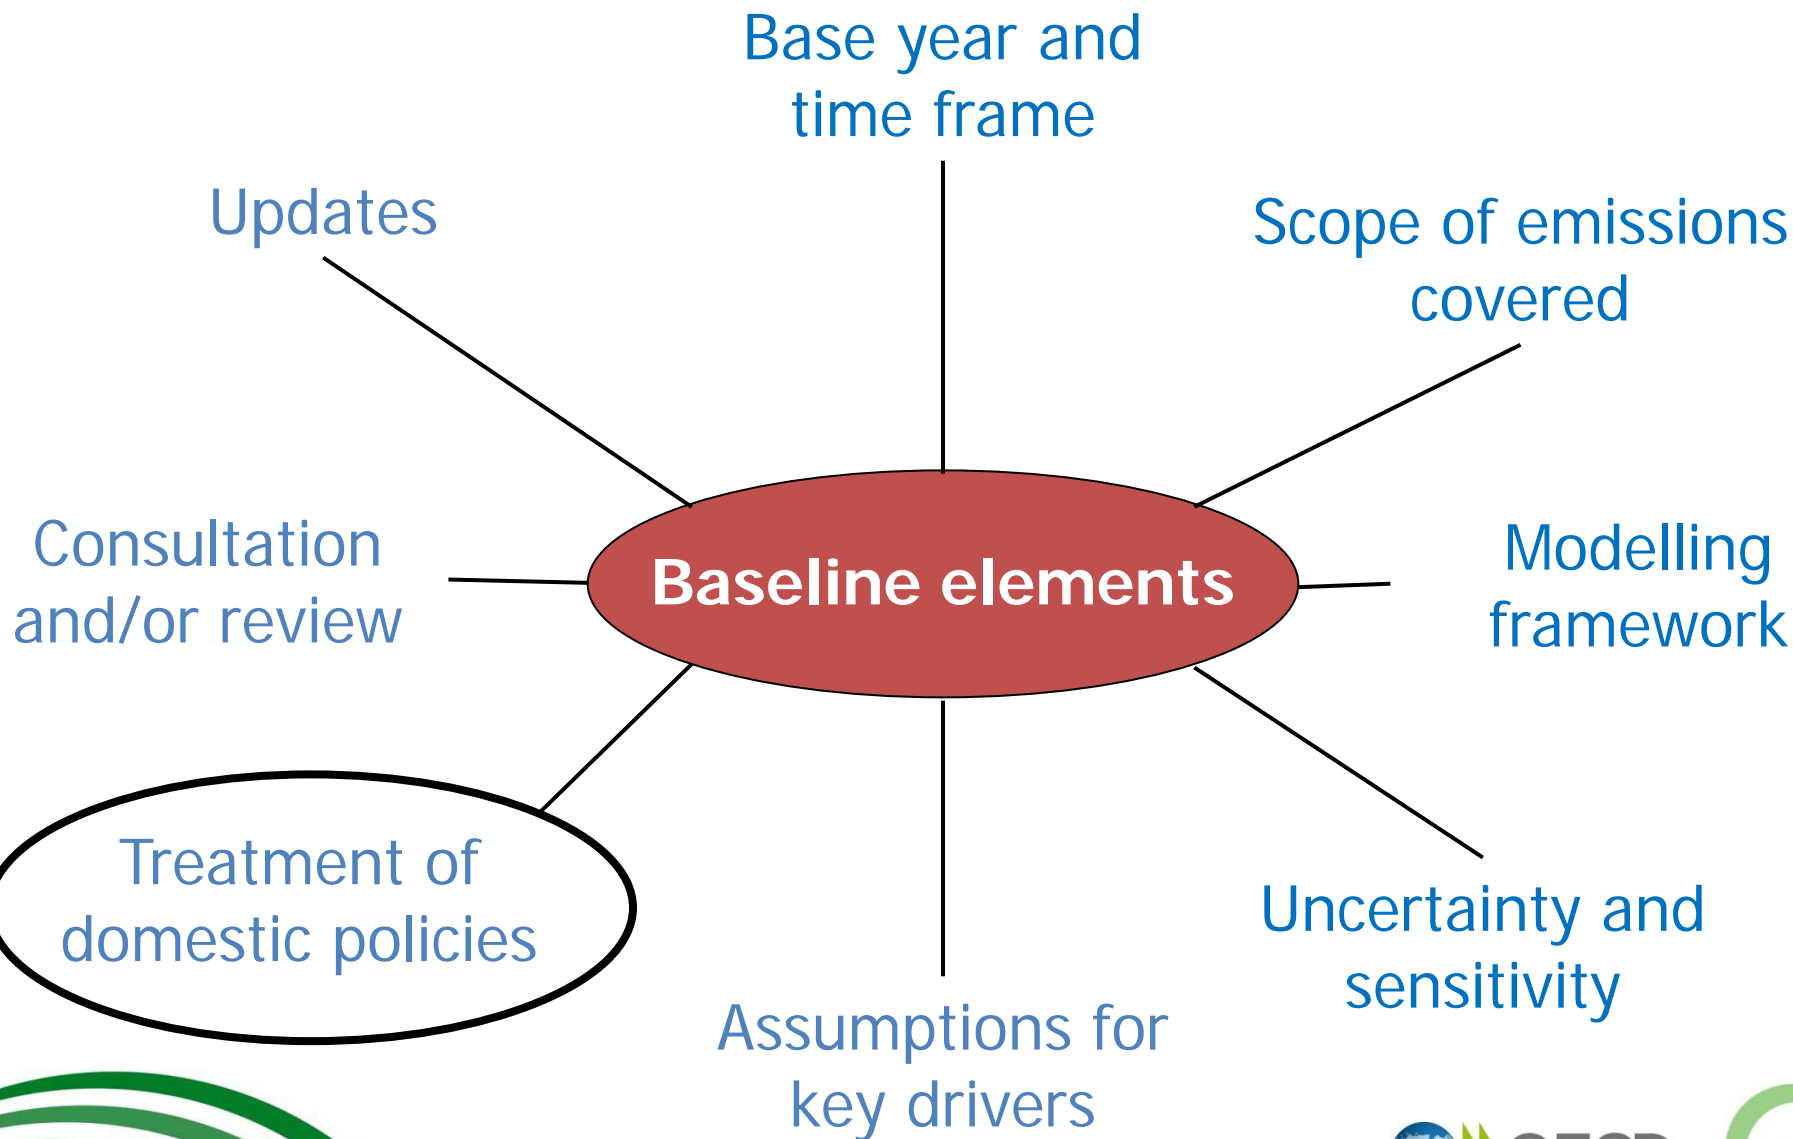 Base year and
time frame
Updates
Scope of emissions
covered
Consultation
and/or review
Baseline elements
Modelling
framework
Treatment of
domestic policies
Uncertainty and
sensitivity
Assumptions for
key drivers